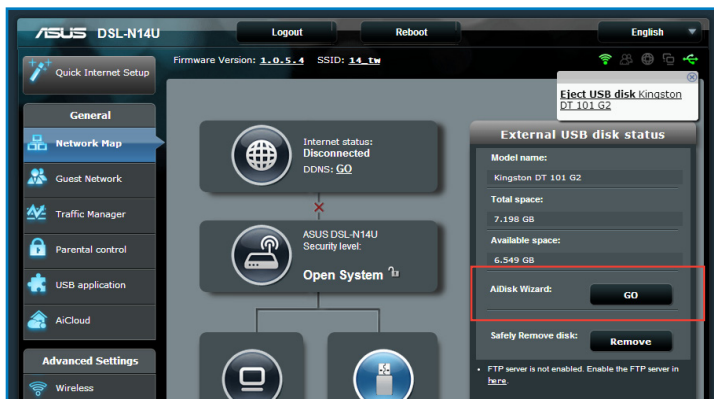 ASUS DSL-N14U
Logout
Reboot
English
Quick Internet Setup
Firmware Version: 1.0.5.4 SSID: 14_tw
Eject USB disk Kingston
DT 101 G2
General
Network Map
Guest Network
Traffic Manager
Parental control
USB application
AiCloud
Advanced Settings
Wireless
Internet status:
Disconnected
DDNS: GO
ASUS DSL-N14U
Security level:
Open System
External USB disk status
Model name:
Kingston DT 101 G2
Total space:
7.198 GB
Available space:
6.549 GB
AiDisk Wizard: GO
Safely Remove disk: Remove
• FTP server is not enabled. Enable the FTP server in
here.